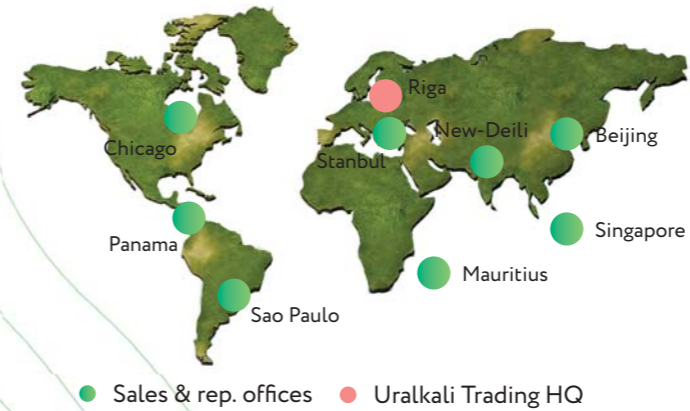 Riga
Chicago
Stanbul
New-Deili
Beijing
Panama
Singapore
Mauritius
Sao Paulo
Sales & rep. offices
Uralkali Trading HQ